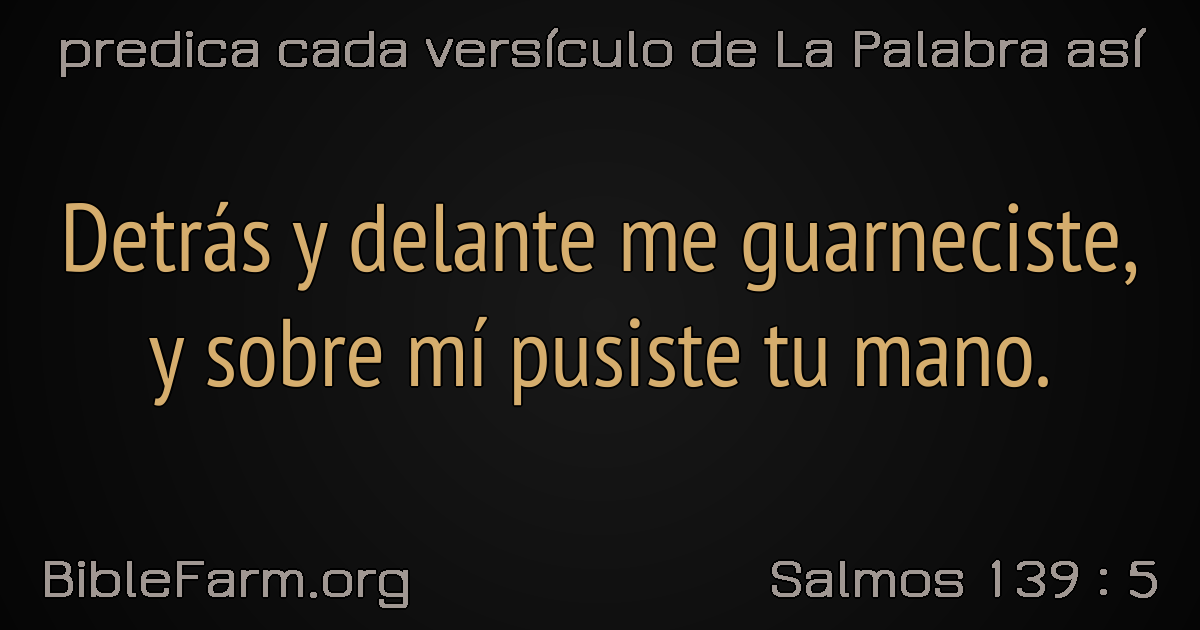 predica cada versículo de La Palabra así
Detrás y delante me guarneciste,
y sobre mí pusiste tu mano.
BibleFarm.org
Salmos 139 : 5